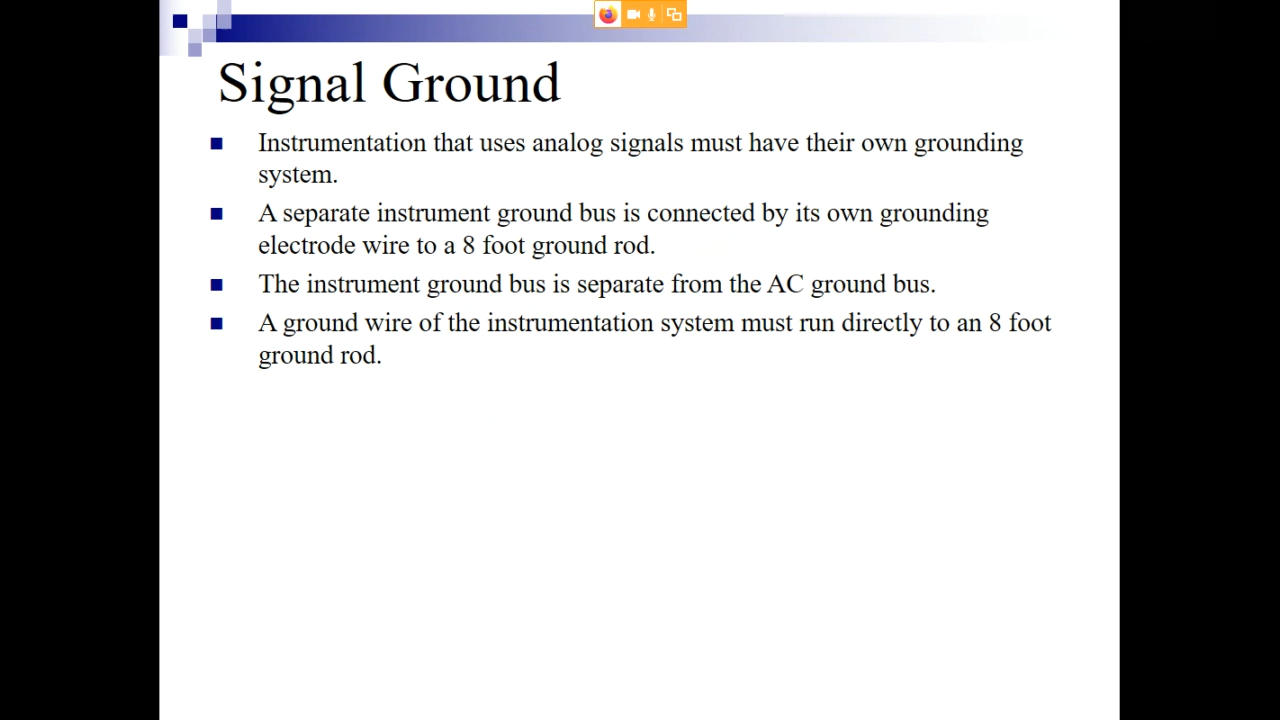 Signal Ground
Instrumentation that uses analog signals must have their own grounding
system.
A separate instrument ground bus is connected by its own grounding
electrode wire to a 8 foot ground rod.
The instrument ground bus is separate from the AC ground bus.
A ground wire of the instrumentation system must run directly to an 8 foot
ground rod.